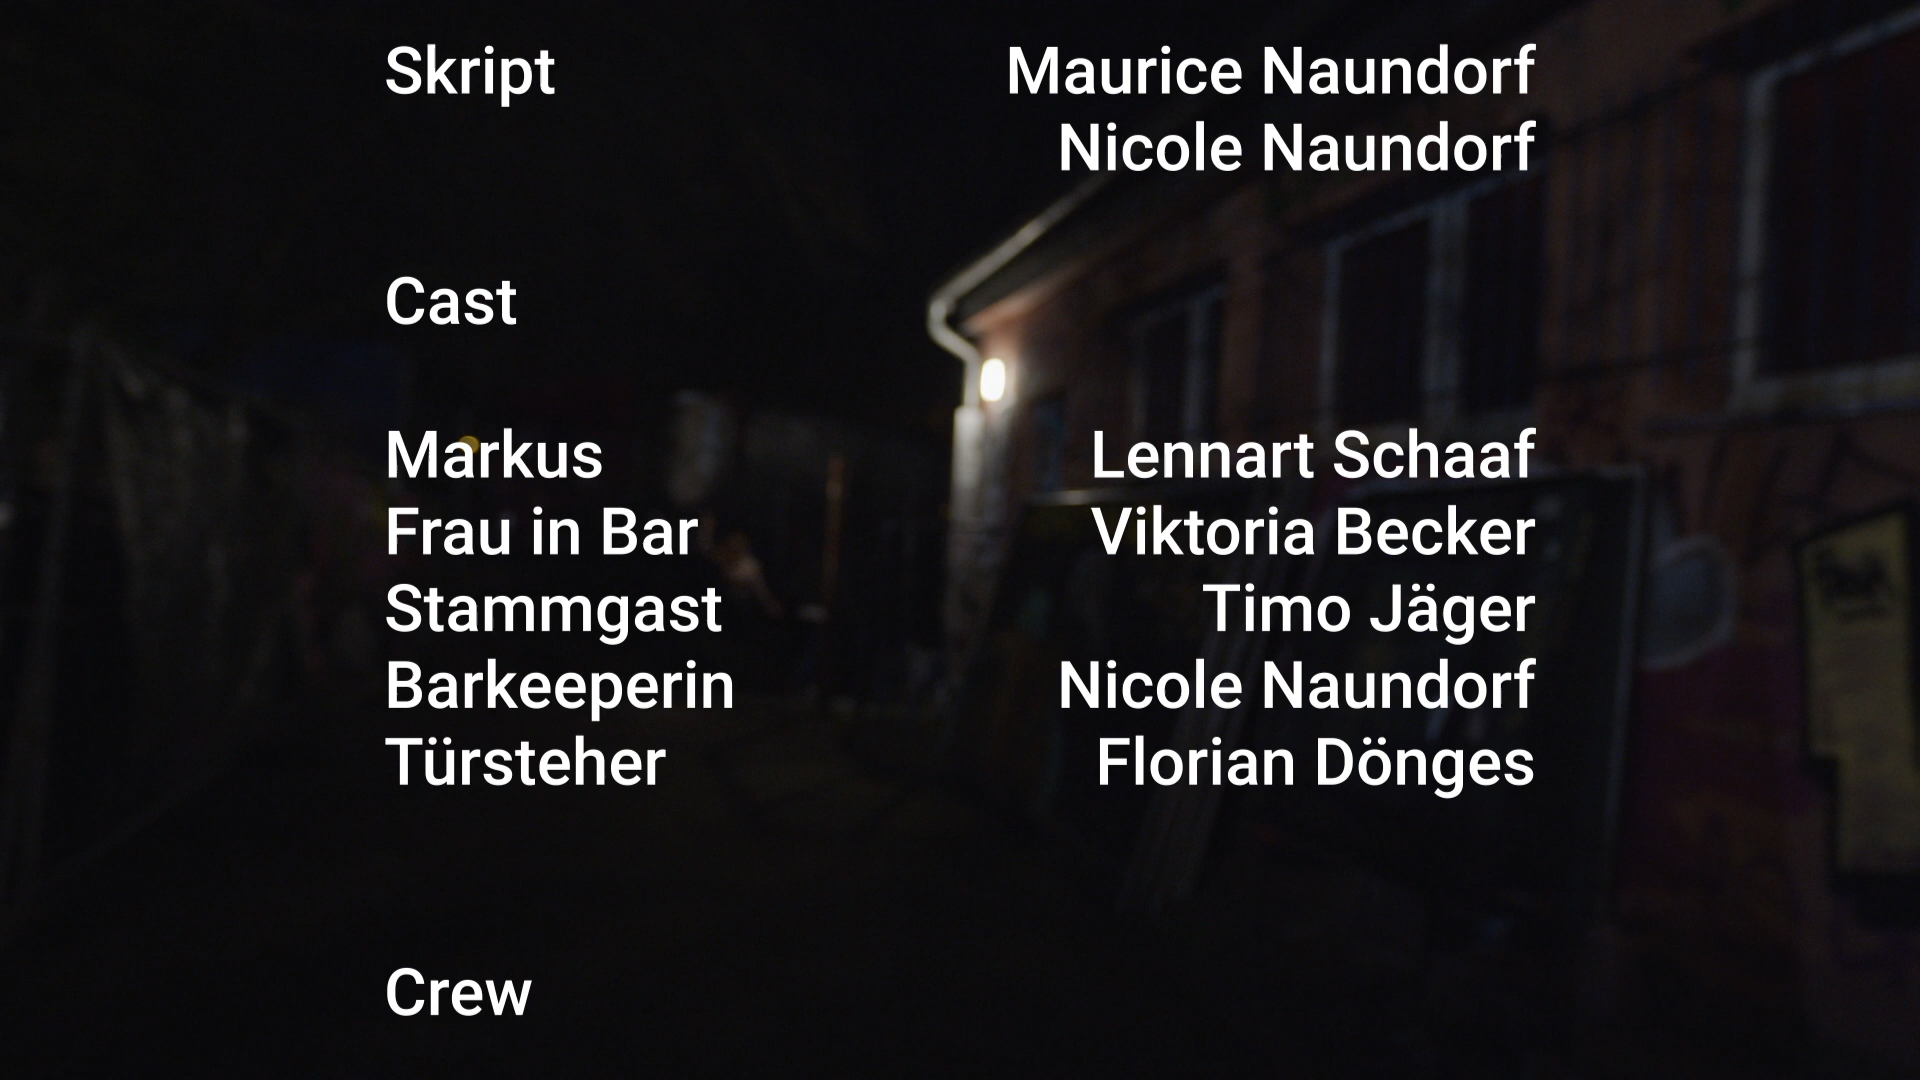 Skript Maurice Naundorf
Nicole Naundorf
Cast
Markus Lennart Schaaf
Frau in Bar Viktoria Becker
Stammgast Timo Jäger
Barkeeperin Nicole Naundorf
Türsteher Florian Dönges
Crew